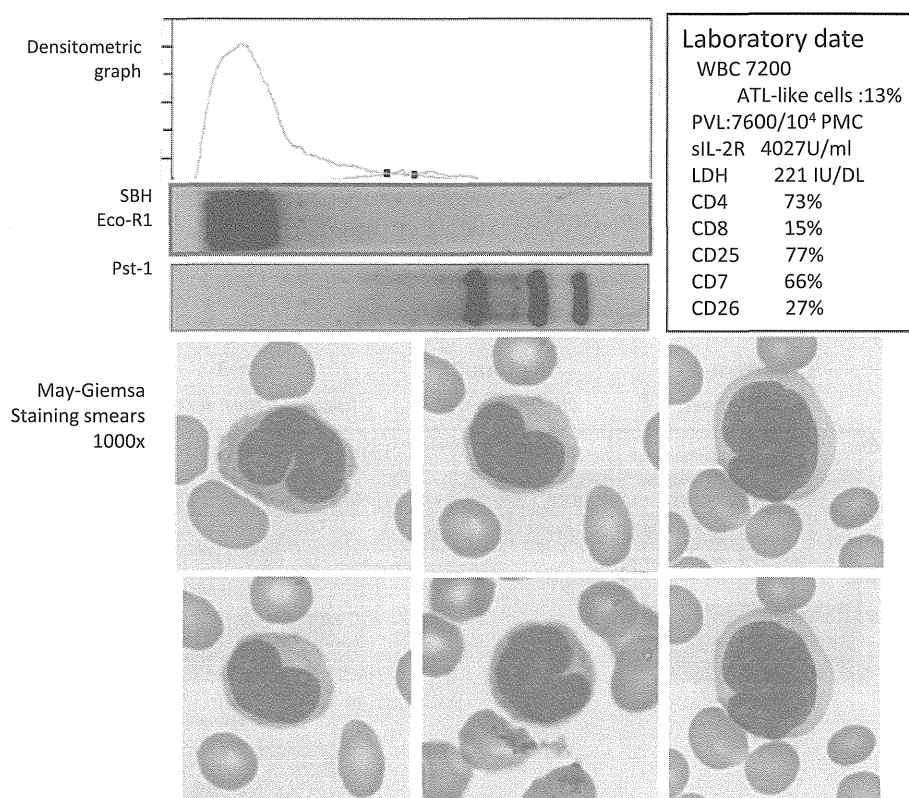 Densitometric
graph
SBH
Eco-R1
Pst-1
May-Giemsa
Staining smears
1000x
Laboratory date
WBC 7200
ATL-like cells :13%
PVL:7600/10⁴ PMC
sIL-2R 4027U/ml
LDH 221 IU/DL
CD4 73%
CD8 15%
CD25 77%
CD7 66%
CD26 27%